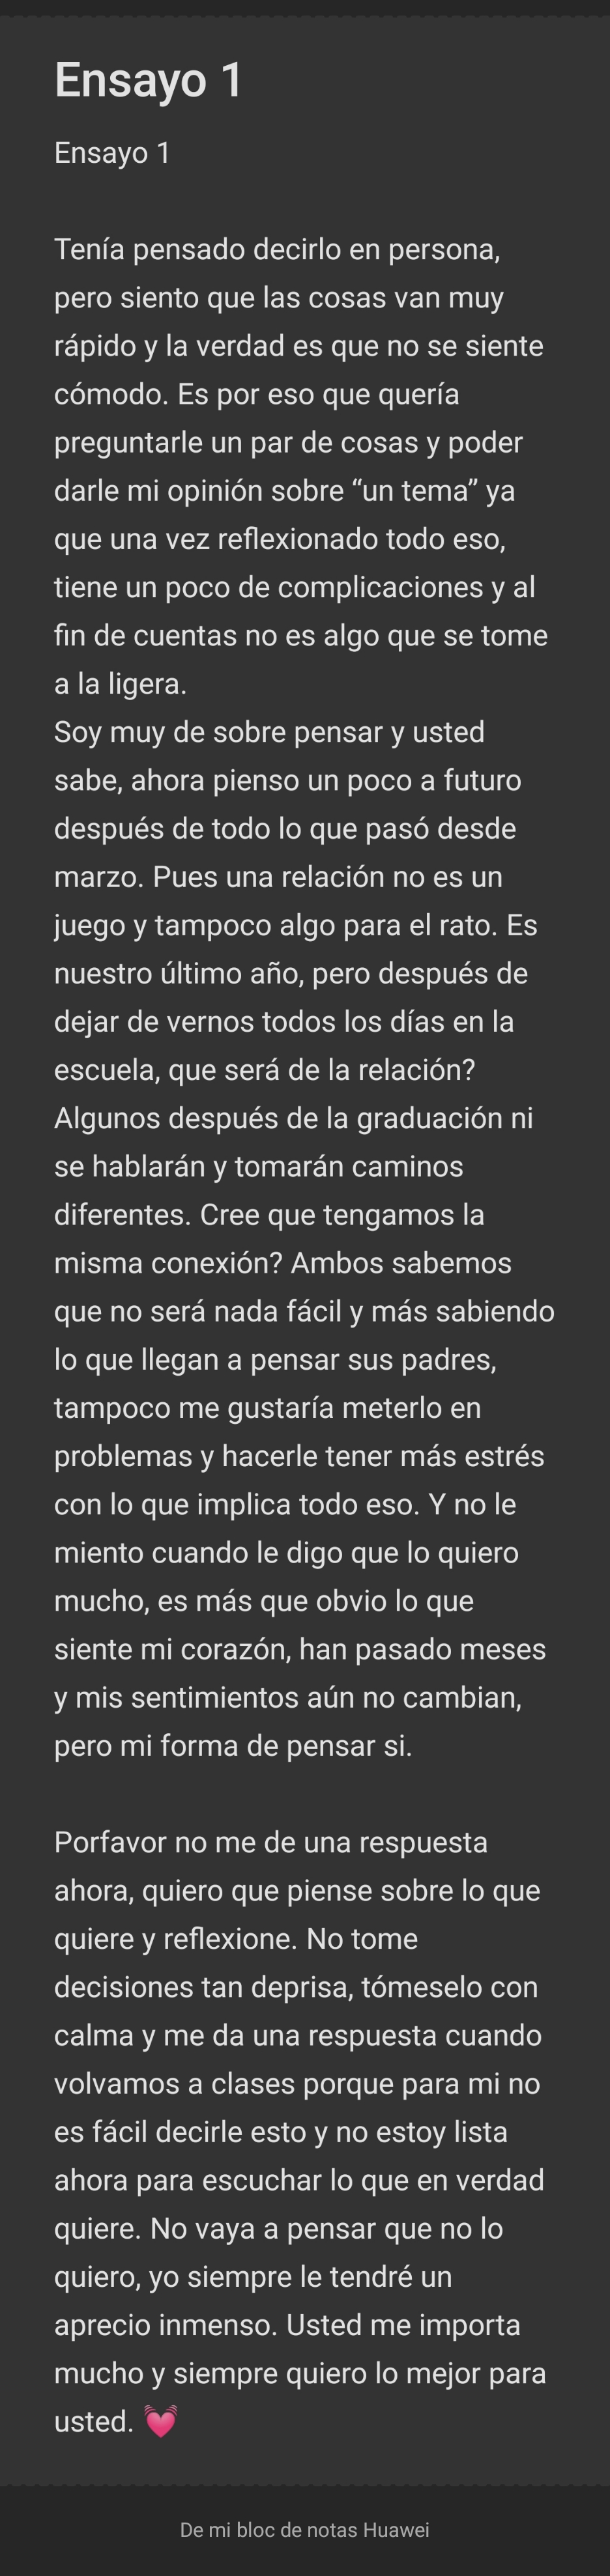 Ensayo 1
Ensayo 1
Tenía pensado decirlo en persona,
pero siento que las cosas van muy
rápido y la verdad es que no se siente
cómodo. Es por eso que quería
preguntarle un par de cosas y poder
darle mi opinión sobre “un tema” ya
que una vez reflexionado todo eso,
tiene un poco de complicaciones y al
fin de cuentas no es algo que se tome
a la ligera.
Soy muy de sobre pensar y usted
sabe, ahora pienso un poco a futuro
después de todo lo que pasó desde
marzo. Pues una relación no es un
juego y tampoco algo para el rato. Es
nuestro último año, pero después de
dejar de vernos todos los días en la
escuela, que será de la relación?
Algunos después de la graduación ni
se hablarán y tomarán caminos
diferentes. Cree que tengamos la
misma conexión? Ambos sabemos
que no será nada fácil y más sabiendo
lo que llegan a pensar sus padres,
tampoco me gustaría meterlo en
problemas y hacerle tener más estrés
con lo que implica todo eso. Y no le
miento cuando le digo que lo quiero
mucho, es más que obvio lo que
siente mi corazón, han pasado meses
y mis sentimientos aún no cambian,
pero mi forma de pensar si.
Porfavor no me de una respuesta
ahora, quiero que piense sobre lo que
quiere y reflexione. No tome
decisiones tan deprisa, tómeselo con
calma y me da una respuesta cuando
volvamos a clases porque para mi no
es fácil decirle esto y no estoy lista
ahora para escuchar lo que en verdad
quiere. No vaya a pensar que no lo
quiero, yo siempre le tendré un
aprecio inmenso. Usted me importa
mucho y siempre quiero lo mejor para
usted. 💓
De mi bloc de notas Huawei